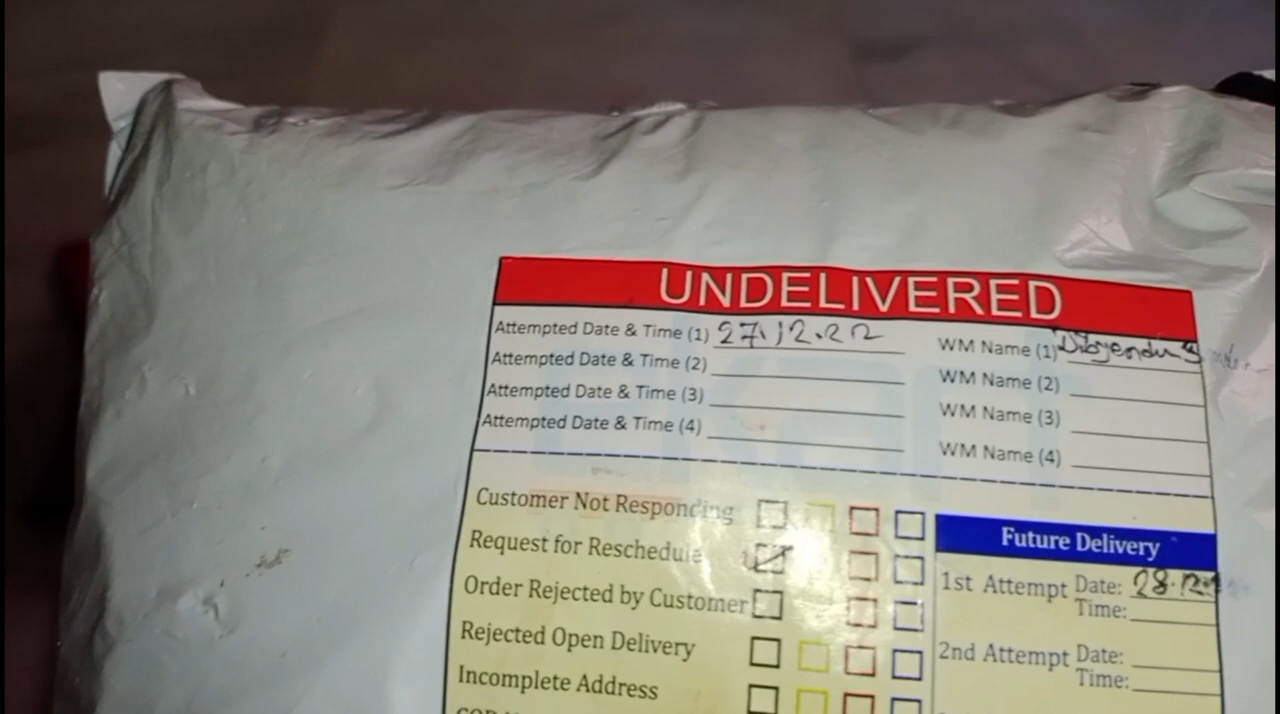 UNDELIVERED
Attempted Date & Time (1) 27.12.22 WM Name (1) Dibyendu
Attempted Date & Time (2) WM Name (2)
Attempted Date & Time (3) WM Name (3)
Attempted Date & Time (4) WM Name (4)
Customer Not Responding
Request for Reschedule
Order Rejected by Customer
Rejected Open Delivery
Incomplete Address
Future Delivery
1st Attempt Date: 28.12
Time:
2nd Attempt Date:
Time: